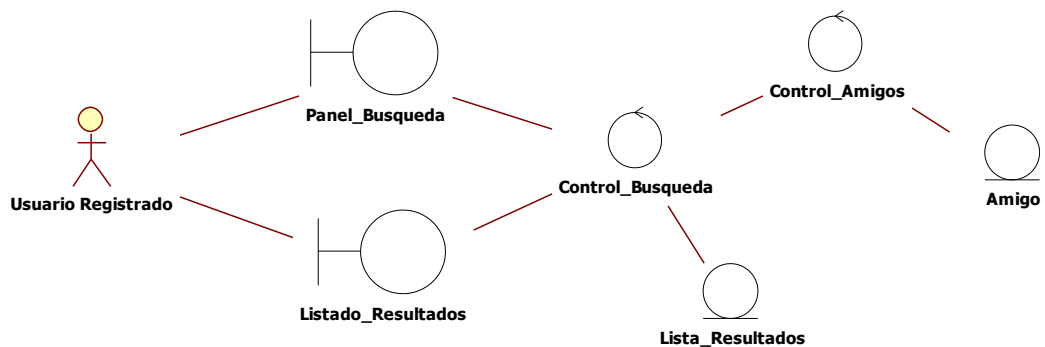 Control_Amigos
Panel_Busqueda
Control_Busqueda
Amigo
Usuario Registrado
Listado_Resultados
Lista_Resultados